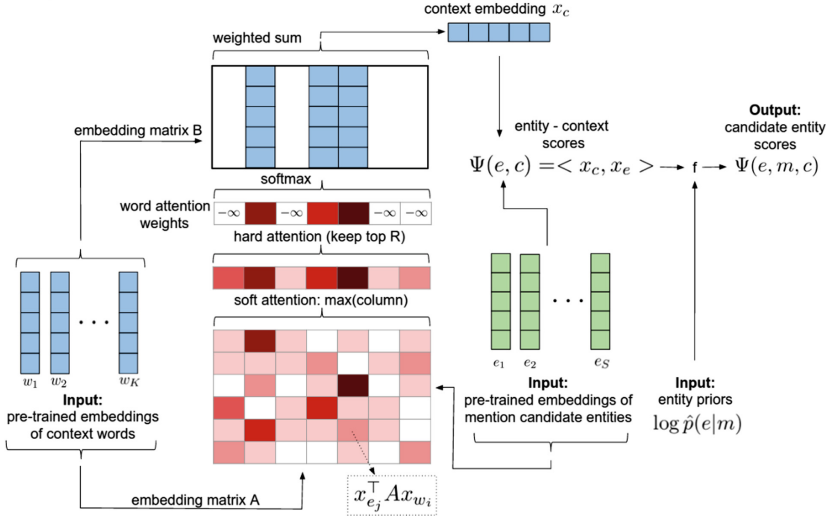 context embedding x_c
weighted sum
embedding matrix B
Output:
candidate entity
scores
entity - context
scores
Ψ(e, c) =< x_c, x_e >
f
Ψ(e, m, c)
softmax
word attention
weights
−∞ −∞ −∞ −∞
hard attention (keep top R)
soft attention: max(column)
w_1 w_2 · · · w_K
e_1 e_2 · · · e_S
Input:
pre-trained embeddings
of context words
Input:
pre-trained embeddings of
mention candidate entities
Input:
entity priors
log p̂(e|m)
embedding matrix A
x_{e_j}^⊤ A x_{w_i}